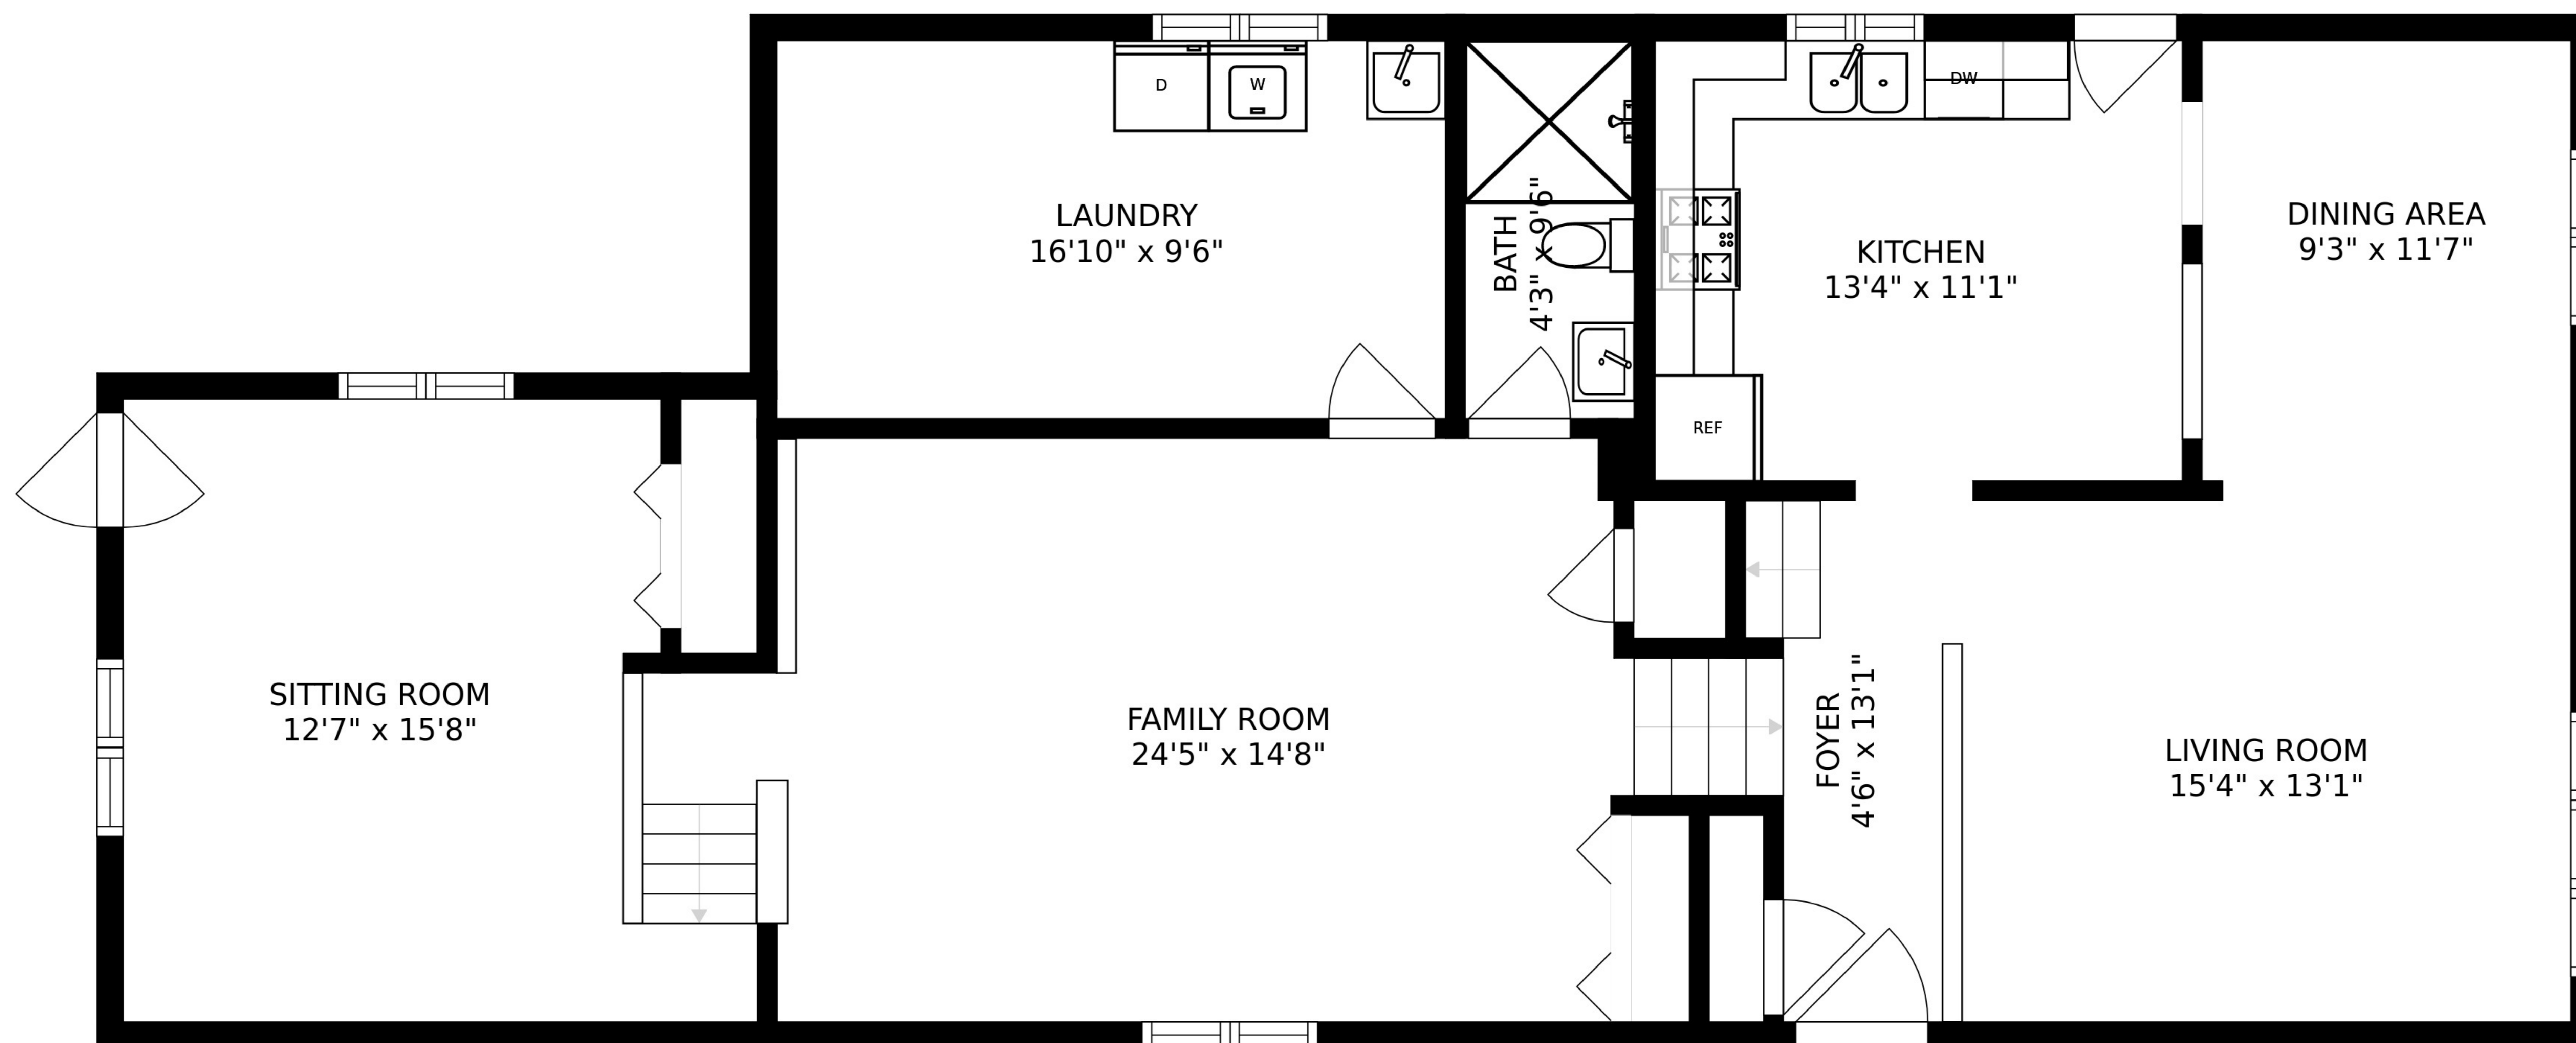 D
W
LAUNDRY
16'10" x 9'6"
BATH
4'3" x 9'6"
DW
KITCHEN
13'4" x 11'1"
REF
DINING AREA
9'3" x 11'7"
SITTING ROOM
12'7" x 15'8"
FAMILY ROOM
24'5" x 14'8"
FOYER
4'6" x 13'1"
LIVING ROOM
15'4" x 13'1"